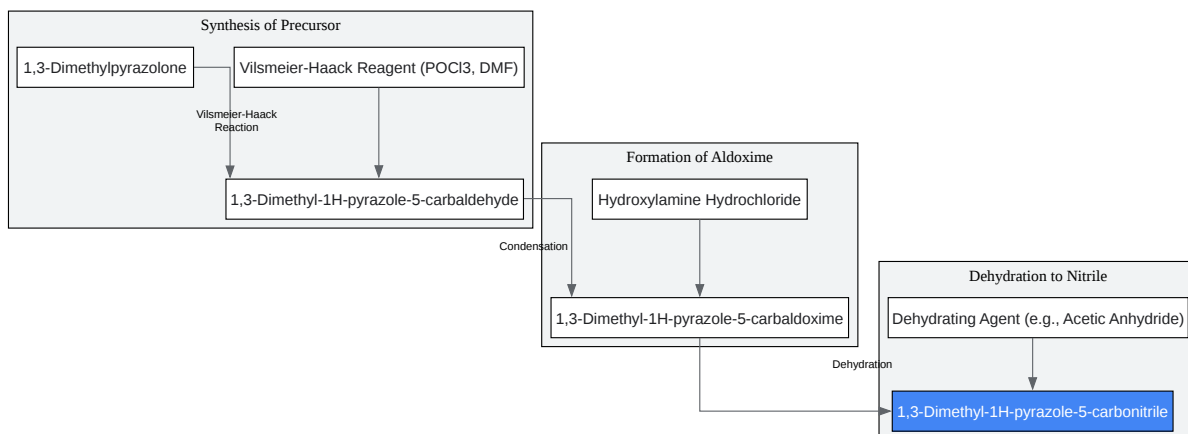 Synthesis of Precursor
1,3-Dimethylpyrazolone
Vilsmeier-Haack Reagent (POCl3, DMF)
Vilsmeier-Haack
Reaction
1,3-Dimethyl-1H-pyrazole-5-carbaldehyde
Formation of Aldoxime
Hydroxylamine Hydrochloride
Condensation
1,3-Dimethyl-1H-pyrazole-5-carbaldoxime
Dehydration to Nitrile
Dehydrating Agent (e.g., Acetic Anhydride)
Dehydration
1,3-Dimethyl-1H-pyrazole-5-carbonitrile